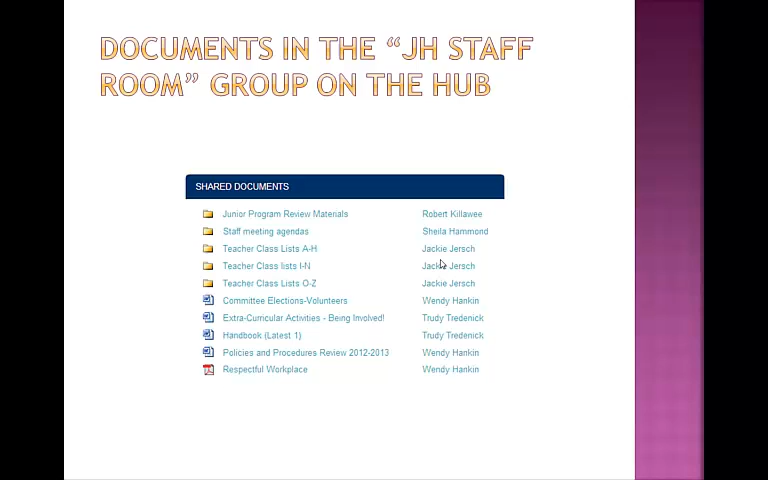 DOCUMENTS IN THE “JH STAFF
ROOM” GROUP ON THE HUB
SHARED DOCUMENTS
Junior Program Review Materials Robert Killawee
Staff meeting agendas Sheila Hammond
Teacher Class Lists A-H Jackie Jersch
Teacher Class lists I-N Jackie Jersch
Teacher Class Lists O-Z Jackie Jersch
Committee Elections-Volunteers Wendy Hankin
Extra-Curricular Activities - Being Involved! Trudy Tredenick
Handbook (Latest 1) Trudy Tredenick
Policies and Procedures Review 2012-2013 Wendy Hankin
Respectful Workplace Wendy Hankin